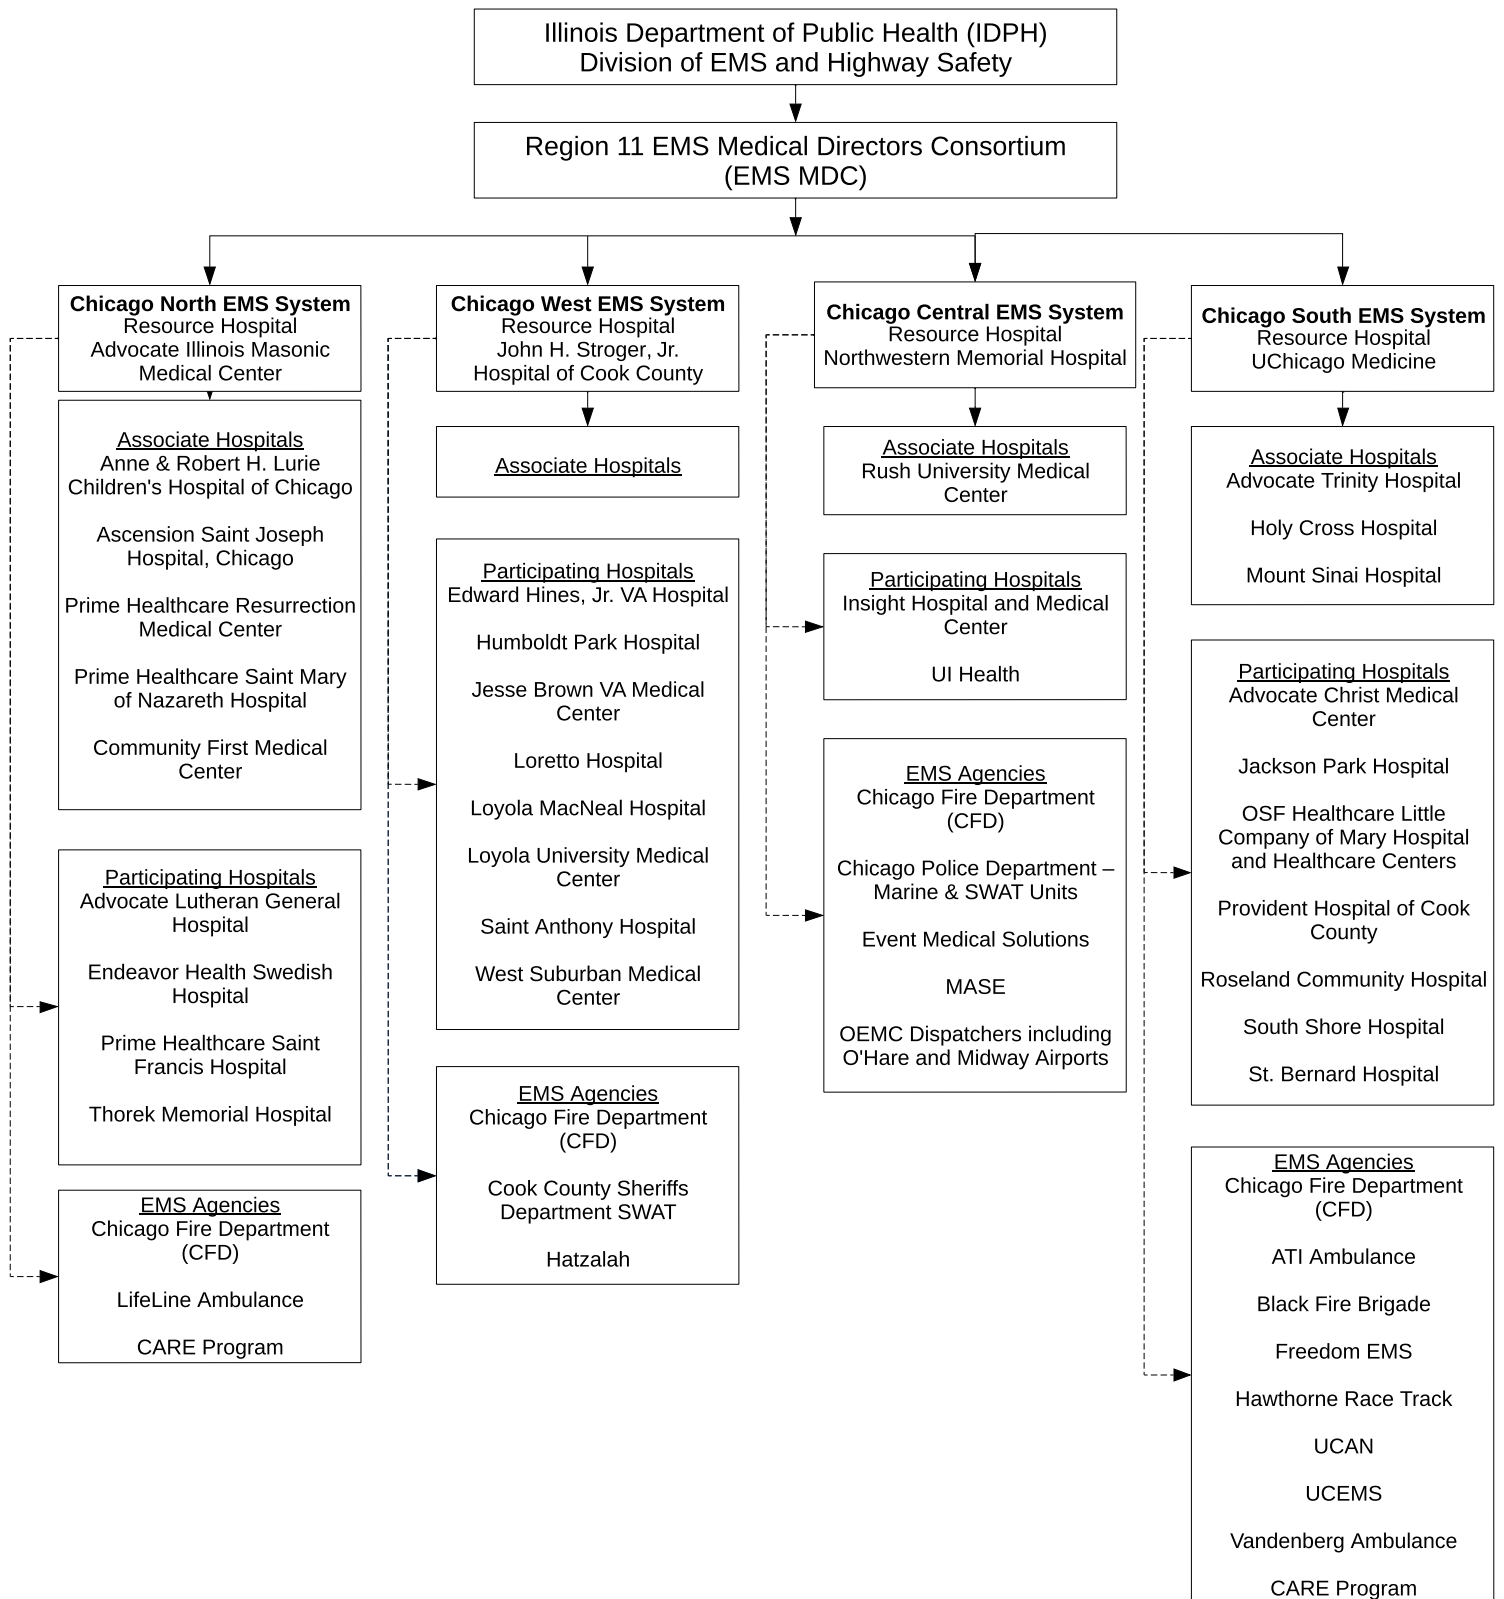 Illinois Department of Public Health (IDPH)
Division of EMS and Highway Safety
Region 11 EMS Medical Directors Consortium
(EMS MDC)
Chicago North EMS System
Resource Hospital
Advocate Illinois Masonic
Medical Center
Associate Hospitals
Anne & Robert H. Lurie
Children's Hospital of Chicago
Ascension Saint Joseph
Hospital, Chicago
Prime Healthcare Resurrection
Medical Center
Prime Healthcare Saint Mary
of Nazareth Hospital
Community First Medical
Center
Participating Hospitals
Advocate Lutheran General
Hospital
Endeavor Health Swedish
Hospital
Prime Healthcare Saint
Francis Hospital
Thorek Memorial Hospital
EMS Agencies
Chicago Fire Department
(CFD)
LifeLine Ambulance
CARE Program
Chicago West EMS System
Resource Hospital
John H. Stroger, Jr.
Hospital of Cook County
Associate Hospitals
Participating Hospitals
Edward Hines, Jr. VA Hospital
Humboldt Park Hospital
Jesse Brown VA Medical
Center
Loretto Hospital
Loyola MacNeal Hospital
Loyola University Medical
Center
Saint Anthony Hospital
West Suburban Medical
Center
EMS Agencies
Chicago Fire Department
(CFD)
Cook County Sheriffs
Department SWAT
Hatzalah
Chicago Central EMS System
Resource Hospital
Northwestern Memorial Hospital
Associate Hospitals
Rush University Medical
Center
Participating Hospitals
Insight Hospital and Medical
Center
UI Health
EMS Agencies
Chicago Fire Department
(CFD)
Chicago Police Department –
Marine & SWAT Units
Event Medical Solutions
MASE
OEMC Dispatchers including
O'Hare and Midway Airports
Chicago South EMS System
Resource Hospital
UChicago Medicine
Associate Hospitals
Advocate Trinity Hospital
Holy Cross Hospital
Mount Sinai Hospital
Participating Hospitals
Advocate Christ Medical
Center
Jackson Park Hospital
OSF Healthcare Little
Company of Mary Hospital
and Healthcare Centers
Provident Hospital of Cook
County
Roseland Community Hospital
South Shore Hospital
St. Bernard Hospital
EMS Agencies
Chicago Fire Department
(CFD)
ATI Ambulance
Black Fire Brigade
Freedom EMS
Hawthorne Race Track
UCAN
UCEMS
Vandenberg Ambulance
CARE Program